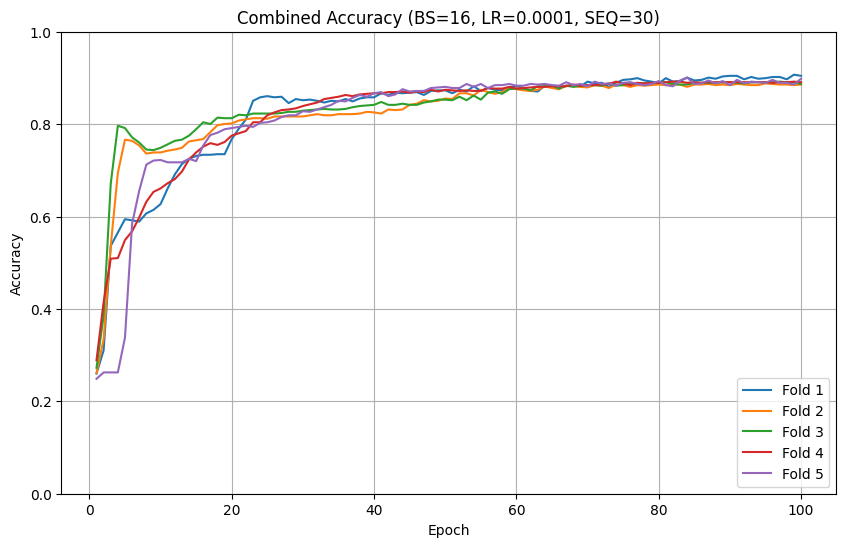 Combined Accuracy (BS=16, LR=0.0001, SEQ=30)
1.0
0.8
0.6
0.4
0.2
0.0
Accuracy
0 20 40 60 80 100
Epoch
Fold 1
Fold 2
Fold 3
Fold 4
Fold 5